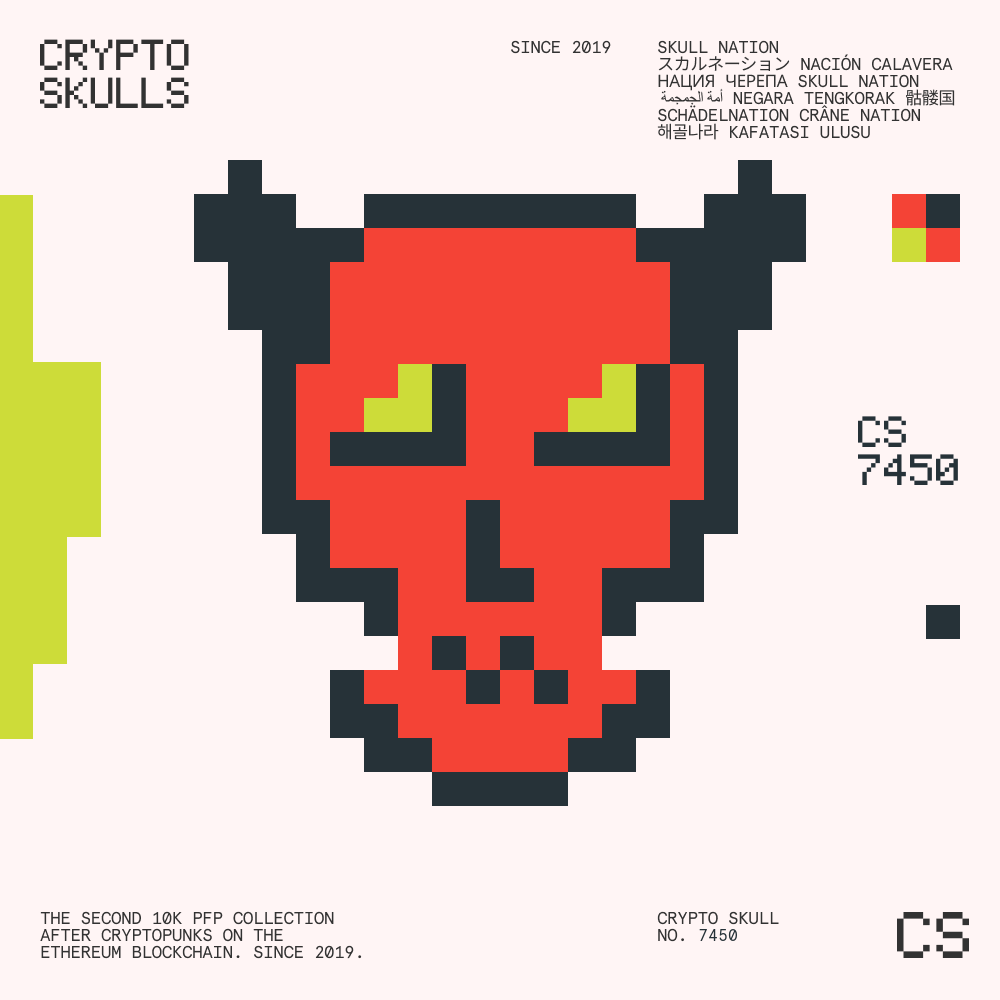 CRYPTO
SKULLS
SINCE 2019
SKULL NATION
スカルネーション NACIÓN CALAVERA
НАЦИЯ ЧЕРЕПА SKULL NATION
أمة الجمجمة NEGARA TENGKORAK 骷髅国
SCHÄDELNATION CRÂNE NATION
해골나라 KAFATASI ULUSU
CS
7450
THE SECOND 10K PFP COLLECTION
AFTER CRYPTOPUNKS ON THE
ETHEREUM BLOCKCHAIN. SINCE 2019.
CRYPTO SKULL
NO. 7450
CS